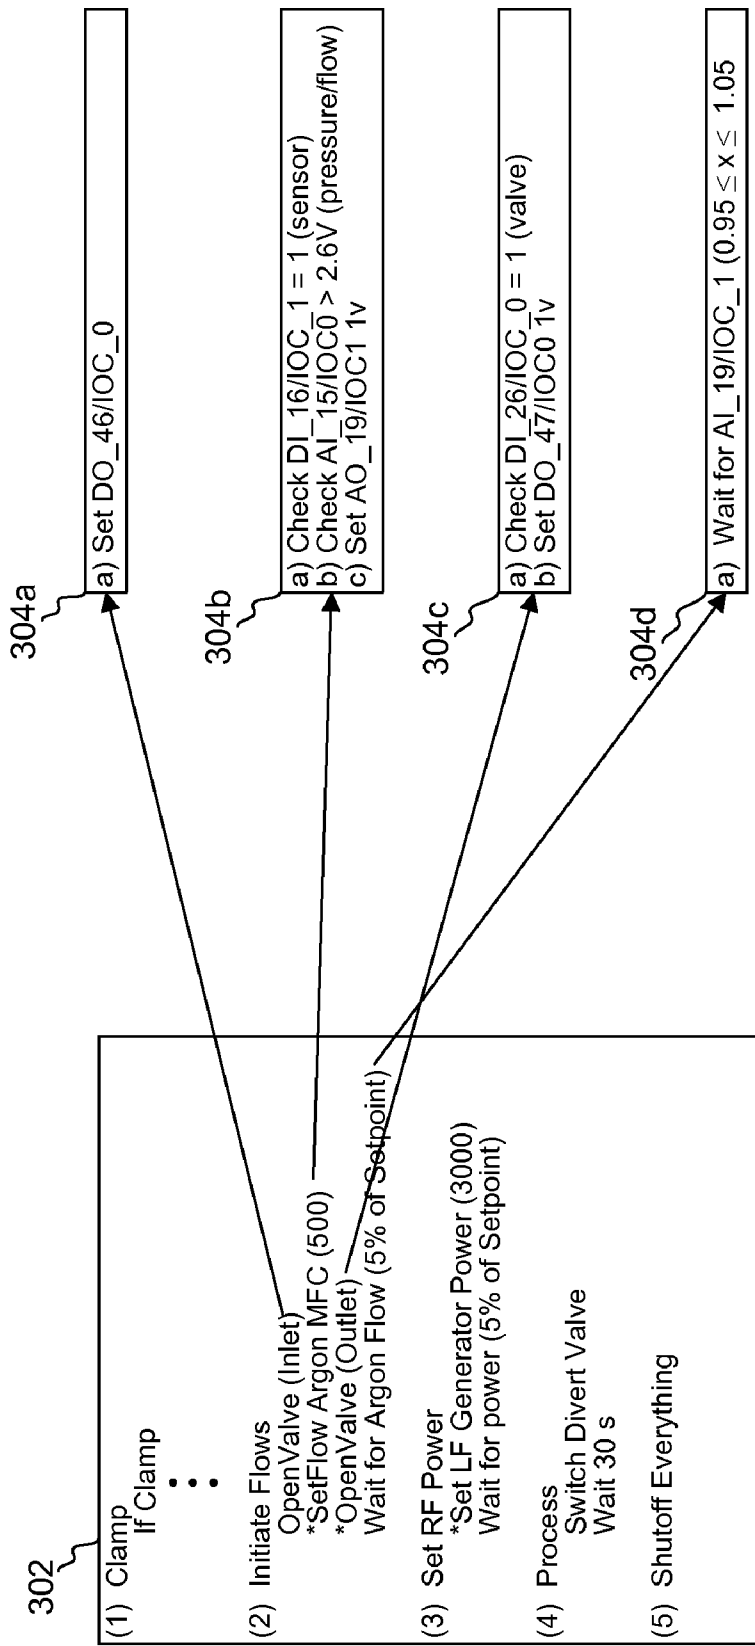 302
(1) Clamp
If Clamp
(2) Initiate Flows
OpenValve (Inlet)
*SetFlow Argon MFC (500)
*OpenValve (Outlet)
Wait for Argon Flow (5% of Setpoint)
(3) Set RF Power
*Set LF Generator Power (3000)
Wait for power (5% of Setpoint)
(4) Process
Switch Divert Valve
Wait 30 s
(5) Shutoff Everything
304a
a) Set DO_46/IOC_0
304b
a) Check DI_16/IOC_1 = 1 (sensor)
b) Check AI_15/IOC0 > 2.6V (pressure/flow)
c) Set AO_19/IOC1 1v
304c
a) Check DI_26/IOC_0 = 1 (valve)
b) Set DO_47/IOC0 1v
304d
a) Wait for AI_19/IOC_1 (0.95 ≤ x ≤ 1.05